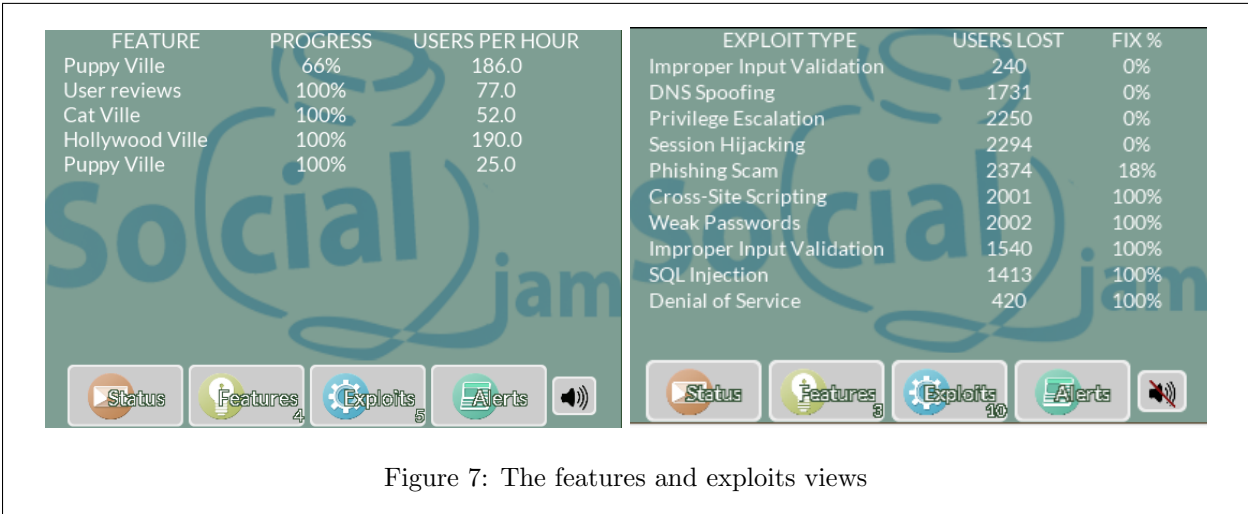 FEATURE PROGRESS USERS PER HOUR
Puppy Ville 66% 186.0
User reviews 100% 77.0
Cat Ville 100% 52.0
Hollywood Ville 100% 190.0
Puppy Ville 100% 25.0
Social jam
Status Features 4 Exploits 5 Alerts
EXPLOIT TYPE USERS LOST FIX %
Improper Input Validation 240 0%
DNS Spoofing 1731 0%
Privilege Escalation 2250 0%
Session Hijacking 2294 0%
Phishing Scam 2374 18%
Cross-Site Scripting 2001 100%
Weak Passwords 2002 100%
Improper Input Validation 1540 100%
SQL Injection 1413 100%
Denial of Service 420 100%
Social jam
Status Features 3 Exploits 10 Alerts
Figure 7: The features and exploits views